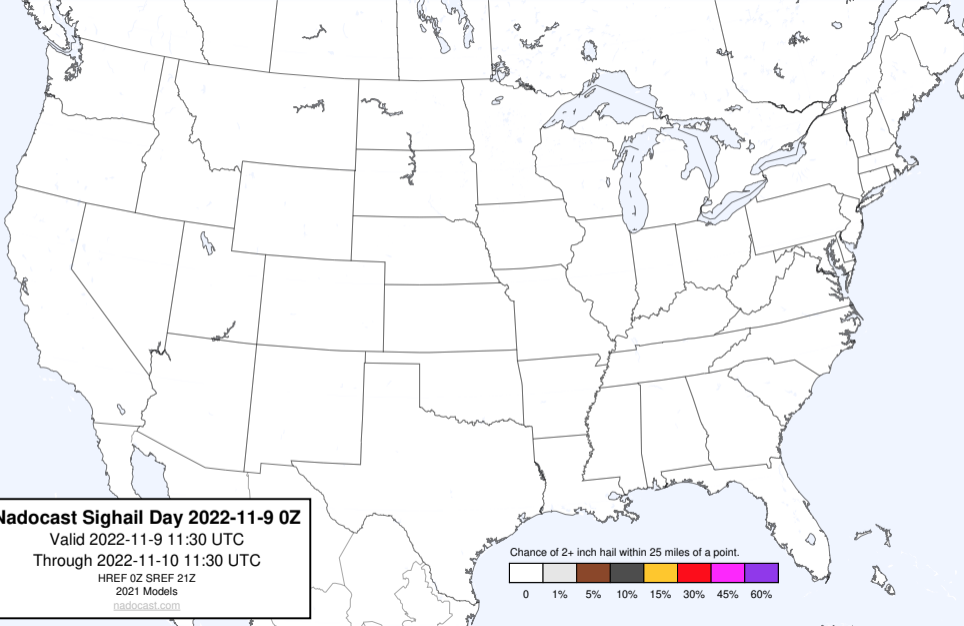 Nadocast Sighail Day 2022-11-9 0Z
Valid 2022-11-9 11:30 UTC
Through 2022-11-10 11:30 UTC
HREF 0Z SREF 21Z
2021 Models
nadocast.com
Chance of 2+ inch hail within 25 miles of a point.
0 1% 5% 10% 15% 30% 45% 60%